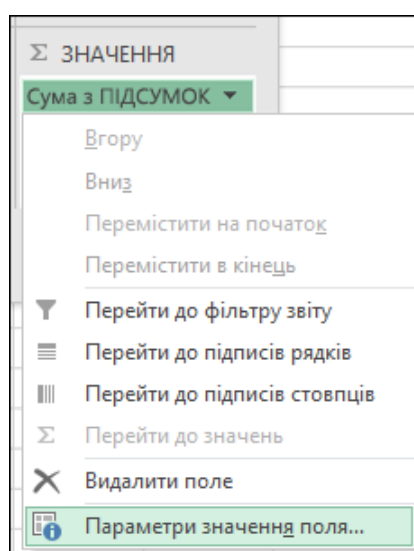 Σ ЗНАЧЕННЯ
Сума з ПІДСУМОК
Вгору
Вниз
Перемістити на початок
Перемістити в кінець
Перейти до фільтру звіту
Перейти до підписів рядків
Перейти до підписів стовпців
Σ Перейти до значень
Видалити поле
Параметри значення поля...